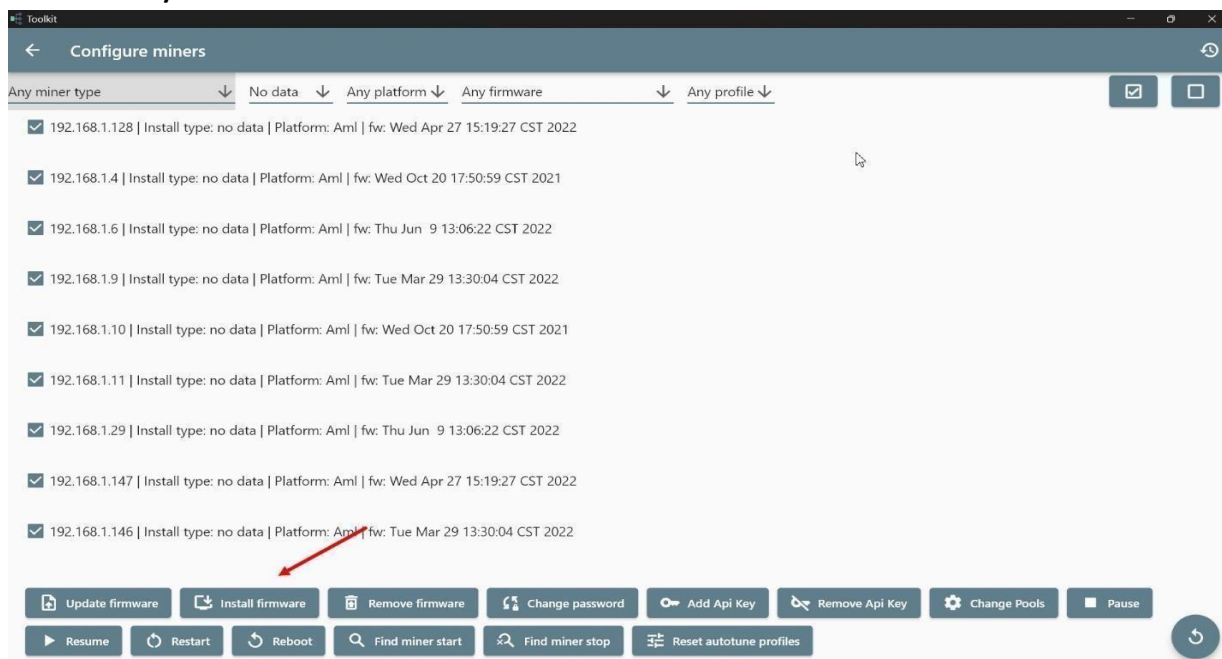 Toolkit
Configure miners
Any miner type No data Any platform Any firmware Any profile
192.168.1.128 | Install type: no data | Platform: Aml | fw: Wed Apr 27 15:19:27 CST 2022
192.168.1.4 | Install type: no data | Platform: Aml | fw: Wed Oct 20 17:50:59 CST 2021
192.168.1.6 | Install type: no data | Platform: Aml | fw: Thu Jun  9 13:06:22 CST 2022
192.168.1.9 | Install type: no data | Platform: Aml | fw: Tue Mar 29 13:30:04 CST 2022
192.168.1.10 | Install type: no data | Platform: Aml | fw: Wed Oct 20 17:50:59 CST 2021
192.168.1.11 | Install type: no data | Platform: Aml | fw: Tue Mar 29 13:30:04 CST 2022
192.168.1.29 | Install type: no data | Platform: Aml | fw: Thu Jun  9 13:06:22 CST 2022
192.168.1.147 | Install type: no data | Platform: Aml | fw: Wed Apr 27 15:19:27 CST 2022
192.168.1.146 | Install type: no data | Platform: Aml | fw: Tue Mar 29 13:30:04 CST 2022
Update firmware Install firmware Remove firmware Change password Add Api Key Remove Api Key Change Pools Pause
Resume Restart Reboot Find miner start Find miner stop Reset autotune profiles